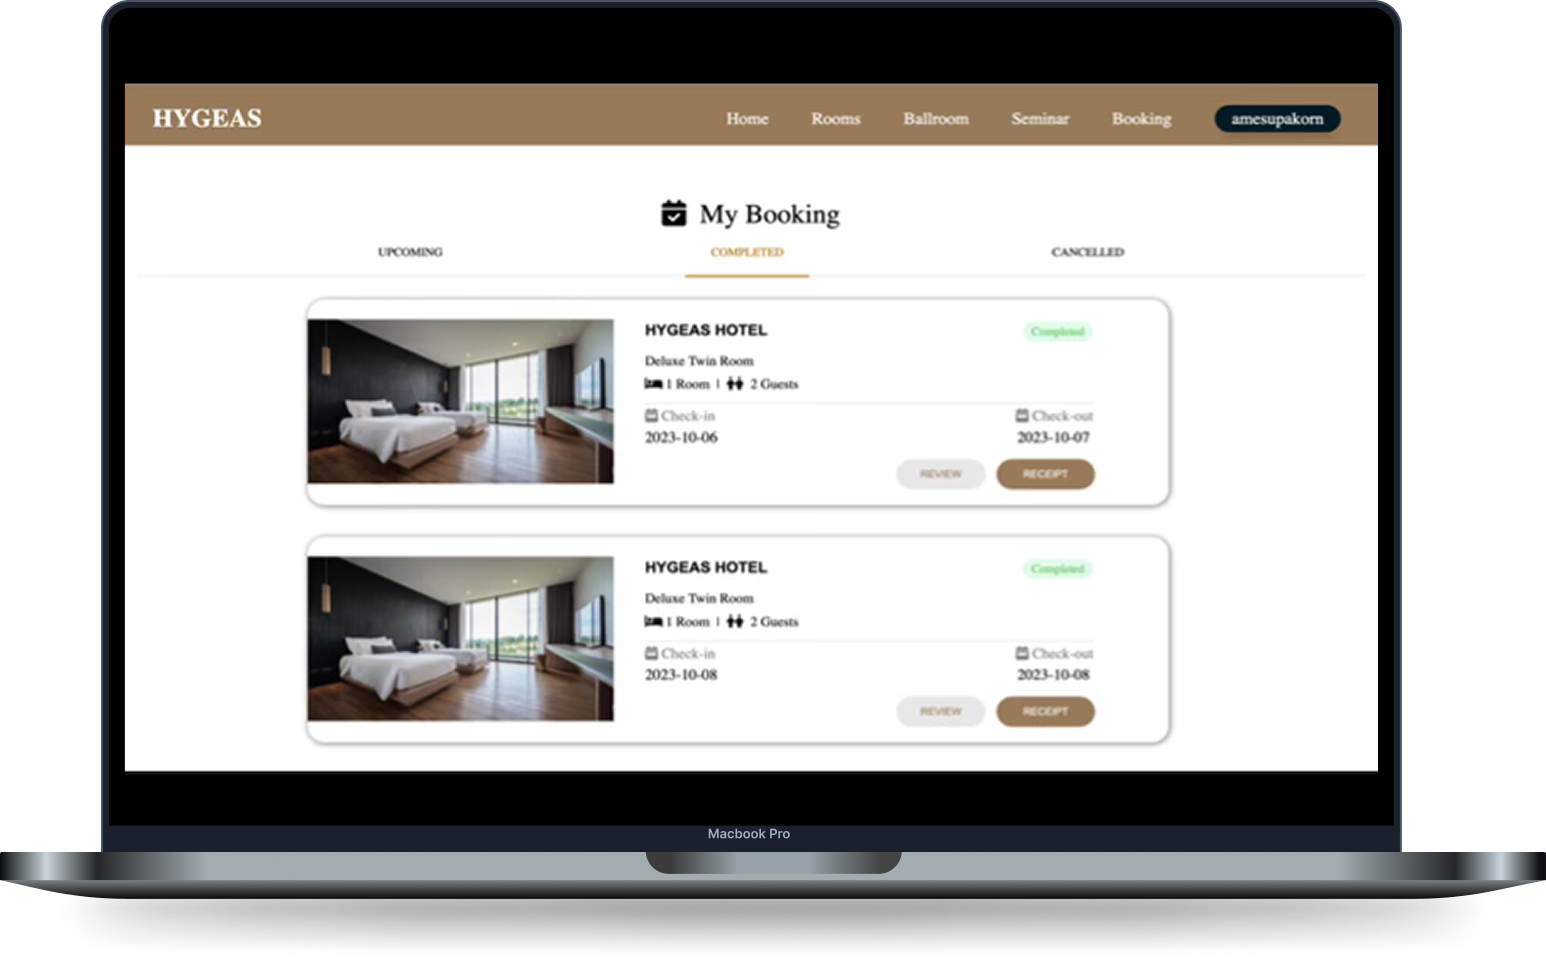 HYGEAS Home Rooms Ballroom Seminar Booking amesupakorn
My Booking
UPCOMING COMPLETED CANCELLED
HYGEAS HOTEL Completed
Deluxe Twin Room
1 Room | 2 Guests
Check-in Check-out
2023-10-06 2023-10-07
REVIEW RECEIPT
HYGEAS HOTEL Completed
Deluxe Twin Room
1 Room | 2 Guests
Check-in Check-out
2023-10-08 2023-10-08
REVIEW RECEIPT
Macbook Pro